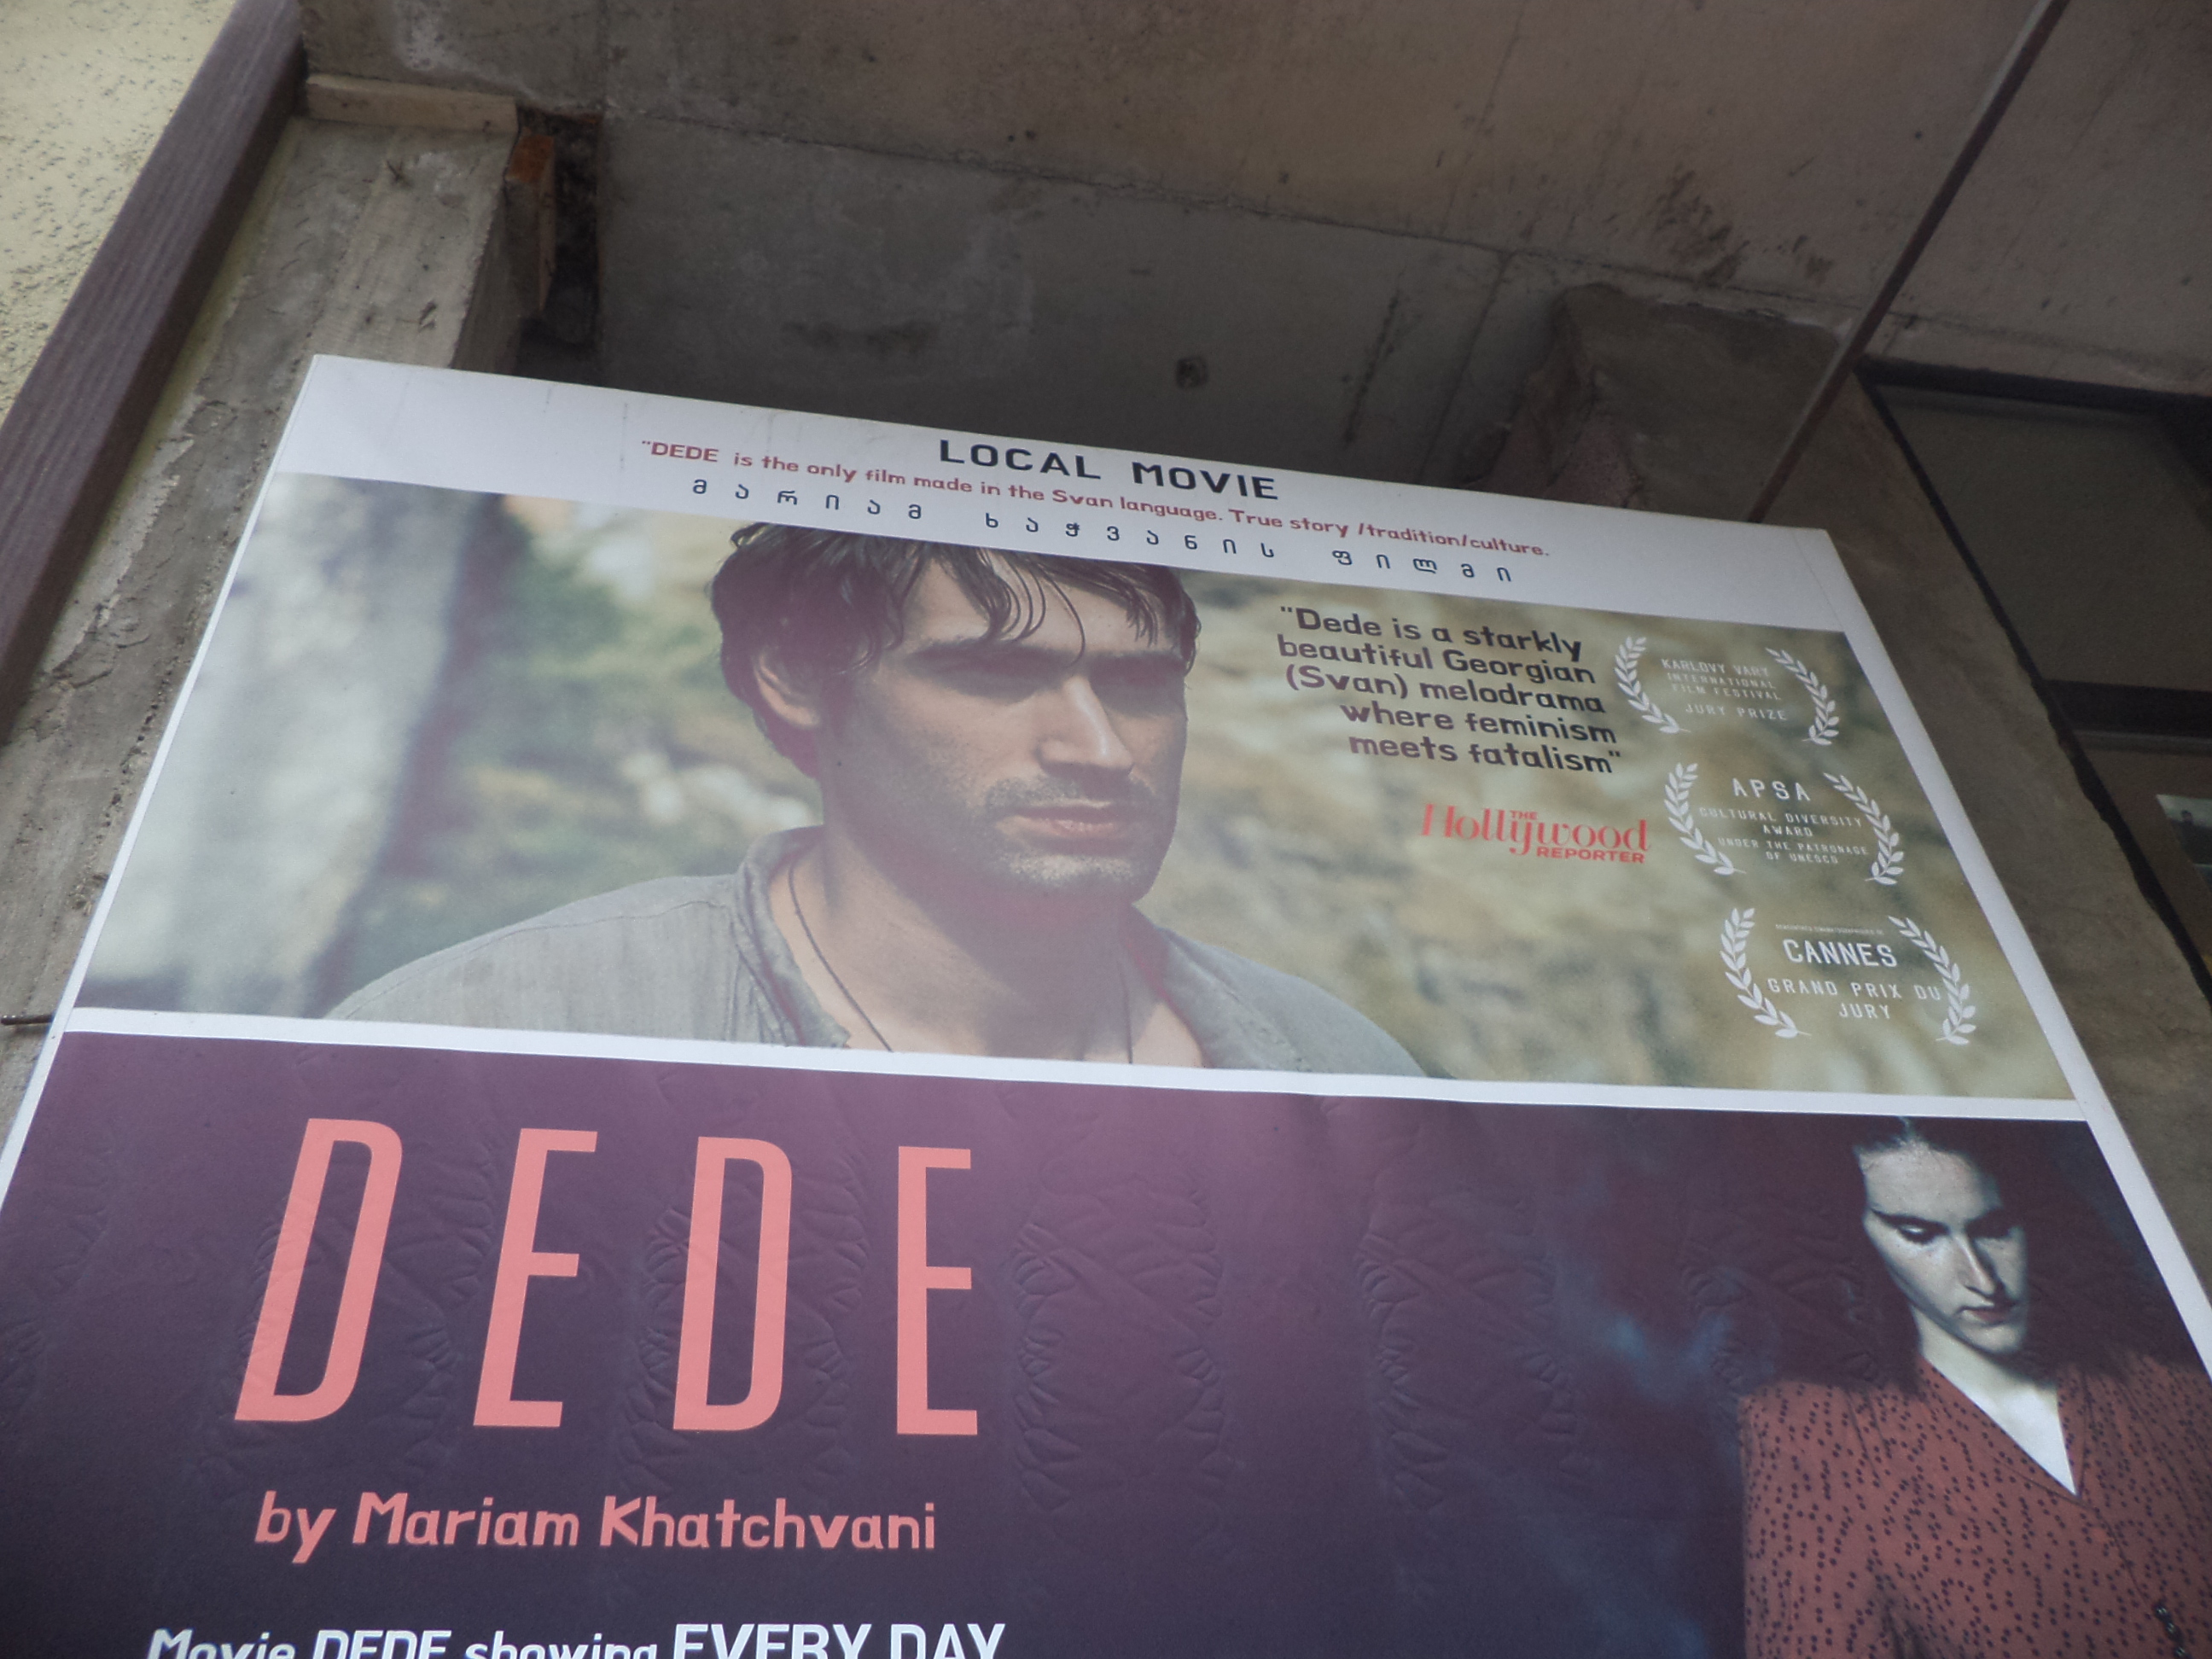 LOCAL MOVIE
"DEDE is the only film made in the Svan language. True story /tradition/culture.
მარიამ ხაჭვანის ფილმი
"Dede is a starkly
beautiful Georgian
(Svan) melodrama
where feminism
meets fatalism"
THE
Hollywood
REPORTER
KARLOVY VARY
INTERNATIONAL
FILM FESTIVAL
JURY PRIZE
APSA
CULTURAL DIVERSITY
AWARD
UNDER THE PATRONAGE
OF UNESCO
CANNES
GRAND PRIX DU
JURY
DEDE
by Mariam Khatchvani
Movie DEDE showing EVERY DAY